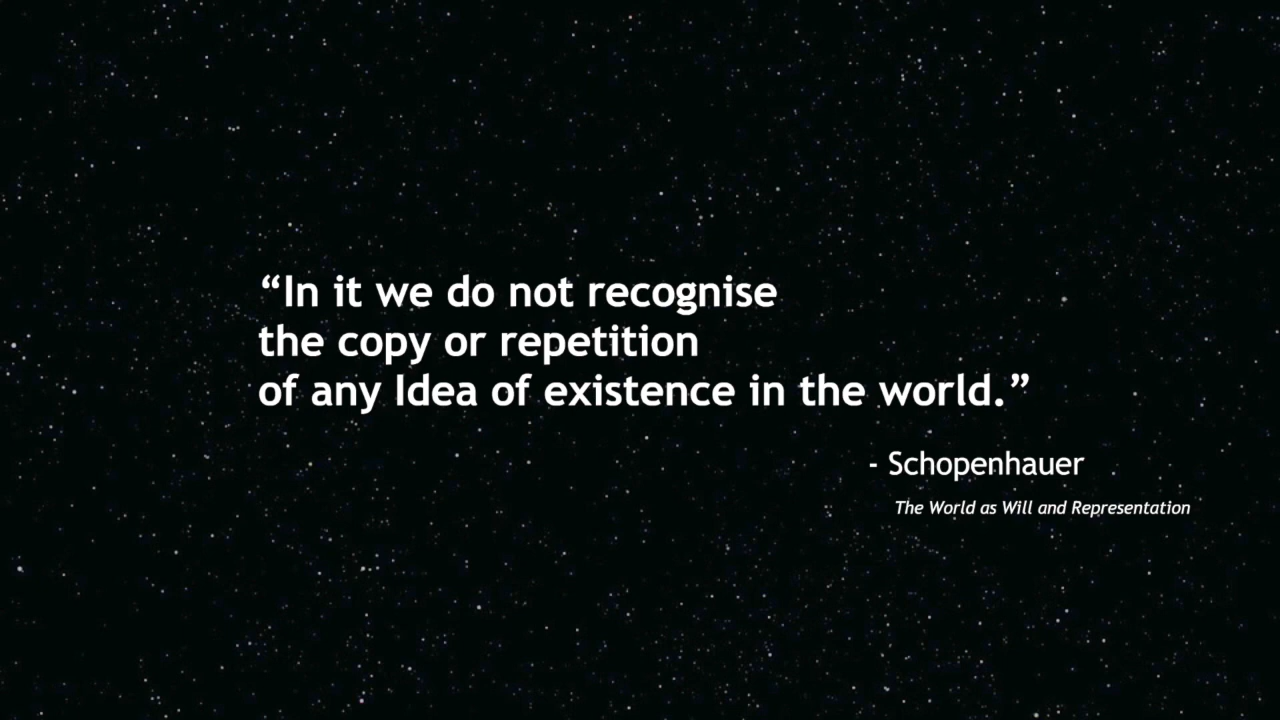 “In it we do not recognise
the copy or repetition
of any Idea of existence in the world.”
- Schopenhauer
The World as Will and Representation